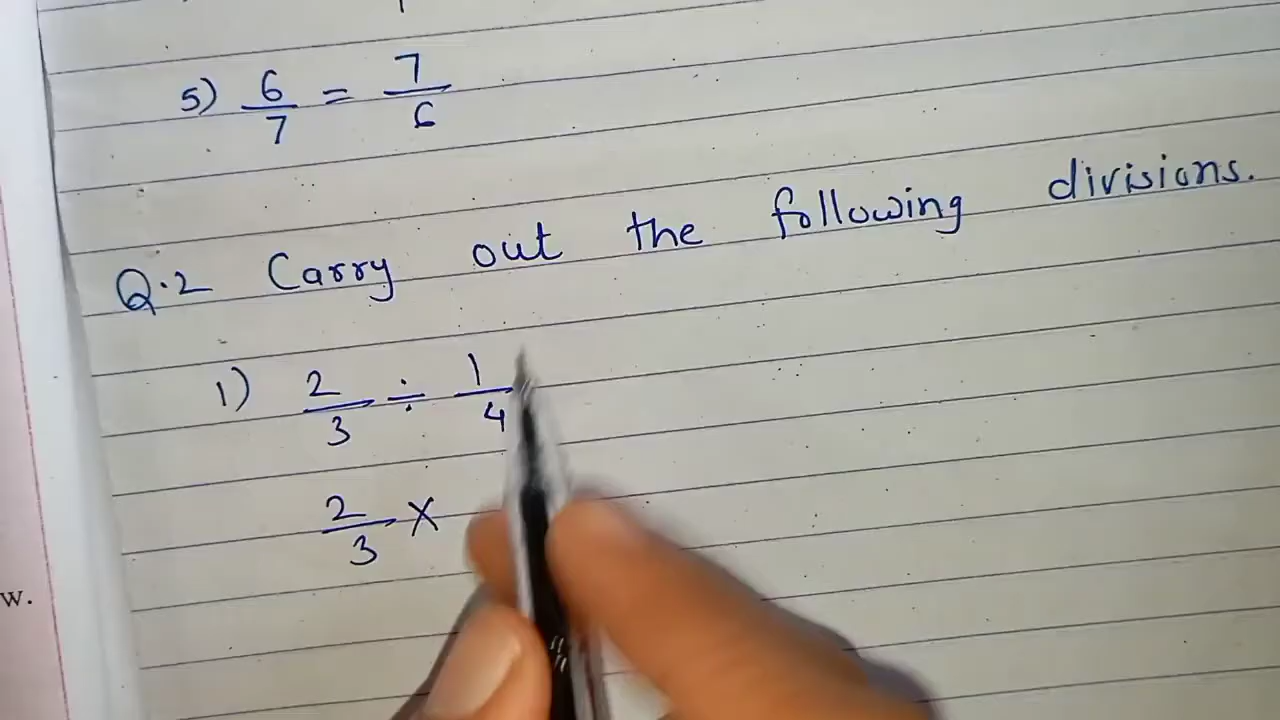 5) 6/7 = 7/6
Q.2 Carry out the following divisions.
1) 2/3 ÷ 1/4
2/3 ×
w.